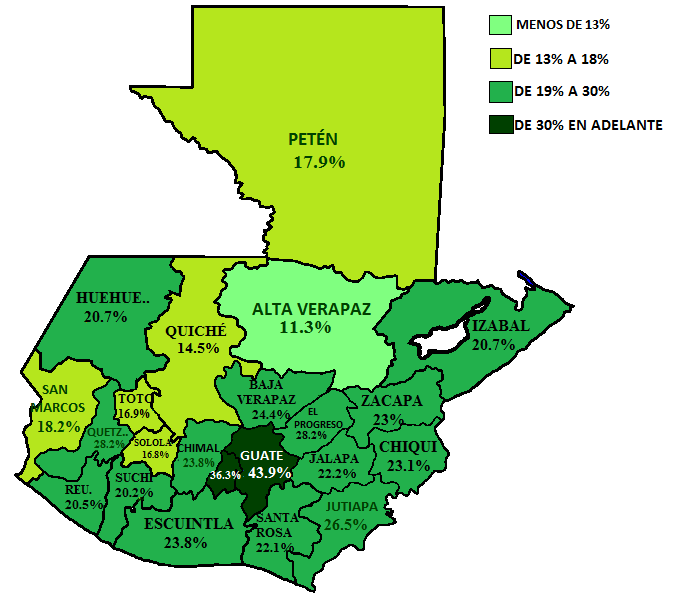 MENOS DE 13%
DE 13% A 18%
DE 19% A 30%
DE 30% EN ADELANTE
PETÉN
17.9%
HUEHUE..
20.7%
QUICHÉ
14.5%
ALTA VERAPAZ
11.3%
IZABAL
20.7%
SAN
MARCOS
18.2%
TOTO
16.9%
BAJA
VERAPAZ
24.4%
EL
PROGRESO
28.2%
ZACAPA
23%
QUETZ..
28.2%
SOLOLA
16.8%
CHIMAL
23.8%
36.3%
GUATE
43.9%
JALAPA
22.2%
CHIQUI
23.1%
REU.
20.5%
SUCHI
20.2%
ESCUINTLA
23.8%
SANTA
ROSA
22.1%
JUTIAPA
26.5%